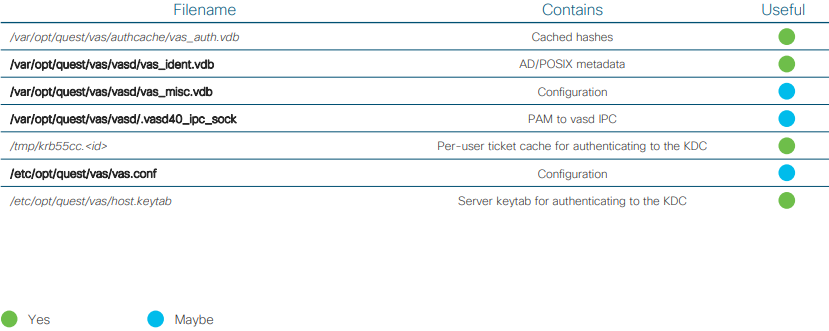 Filename Contains Useful
/var/opt/quest/vas/authcache/vas_auth.vdb Cached hashes
/var/opt/quest/vas/vasd/vas_ident.vdb AD/POSIX metadata
/var/opt/quest/vas/vasd/vas_misc.vdb Configuration
/var/opt/quest/vas/vasd/.vasd40_ipc_sock PAM to vasd IPC
/tmp/krb55cc.<id> Per-user ticket cache for authenticating to the KDC
/etc/opt/quest/vas/vas.conf Configuration
/etc/opt/quest/vas/host.keytab Server keytab for authenticating to the KDC
Yes Maybe